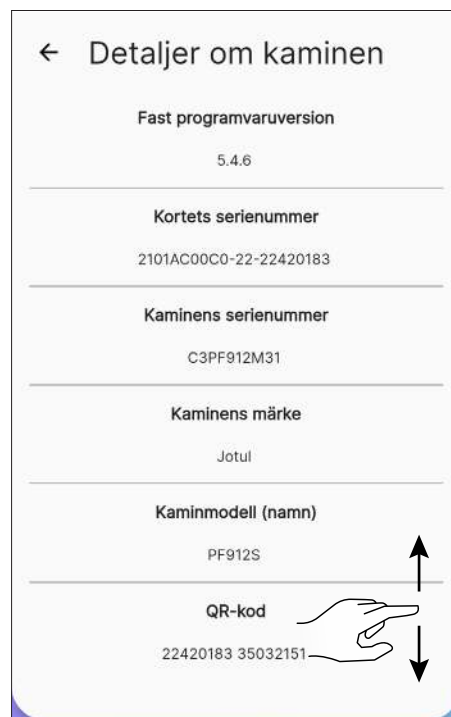 Detaljer om kaminen
Fast programvaruversion
5.4.6
Kortets serienummer
2101AC00C0-22-22420183
Kaminens serienummer
C3PF912M31
Kaminens märke
Jotul
Kaminmodell (namn)
PF912S
QR-kod
22420183 35032151